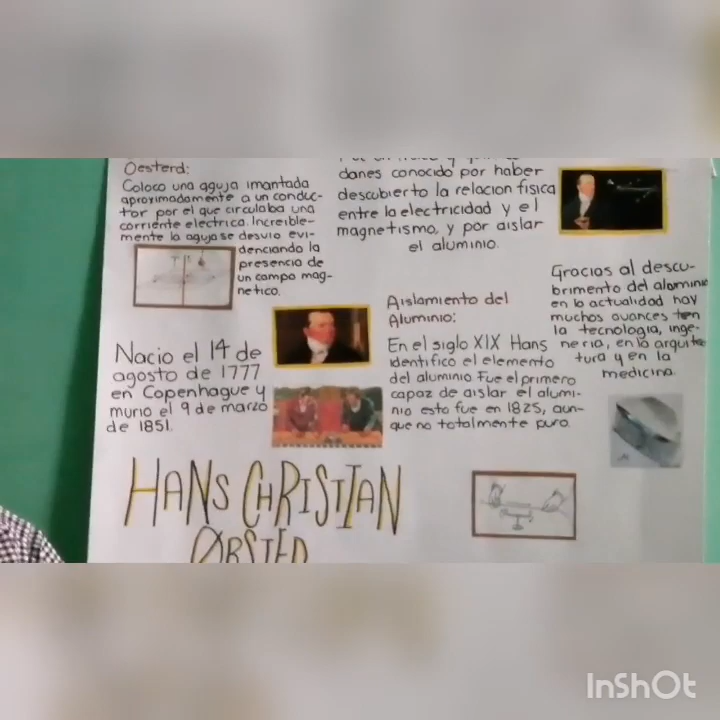 Oesterd:
Coloco una aguja imantada
aproximadamente a un conduc-
tor por el que circulaba una
corriente electrica. Increible-
mente la aguja se desvio evi-
denciando la
presencia de
un campo mag-
netico.
danes conocido por haber
descubierto la relacion fisica
entre la electricidad y el
magnetismo, y por aislar
el aluminio.
Gracias al descu-
brimento del alominio
en la actualidad hay
muchos avances ten
la tecnologia, inge-
neria, en la arquitec
tura y en la
medicina.
Aislamiento del
Aluminio:
En el siglo XIX Hans
identifico el elemento
del aluminio. Fue el primero
capaz de aislar el alumi-
nio esto fue en 1825, aun-
que no totalmente puro.
Nacio el 14 de
agosto de 1777
en Copenhague y
murio el 9 de marzo
de 1851.
HANS CHRISTIAN
ØRSTED
InShOt